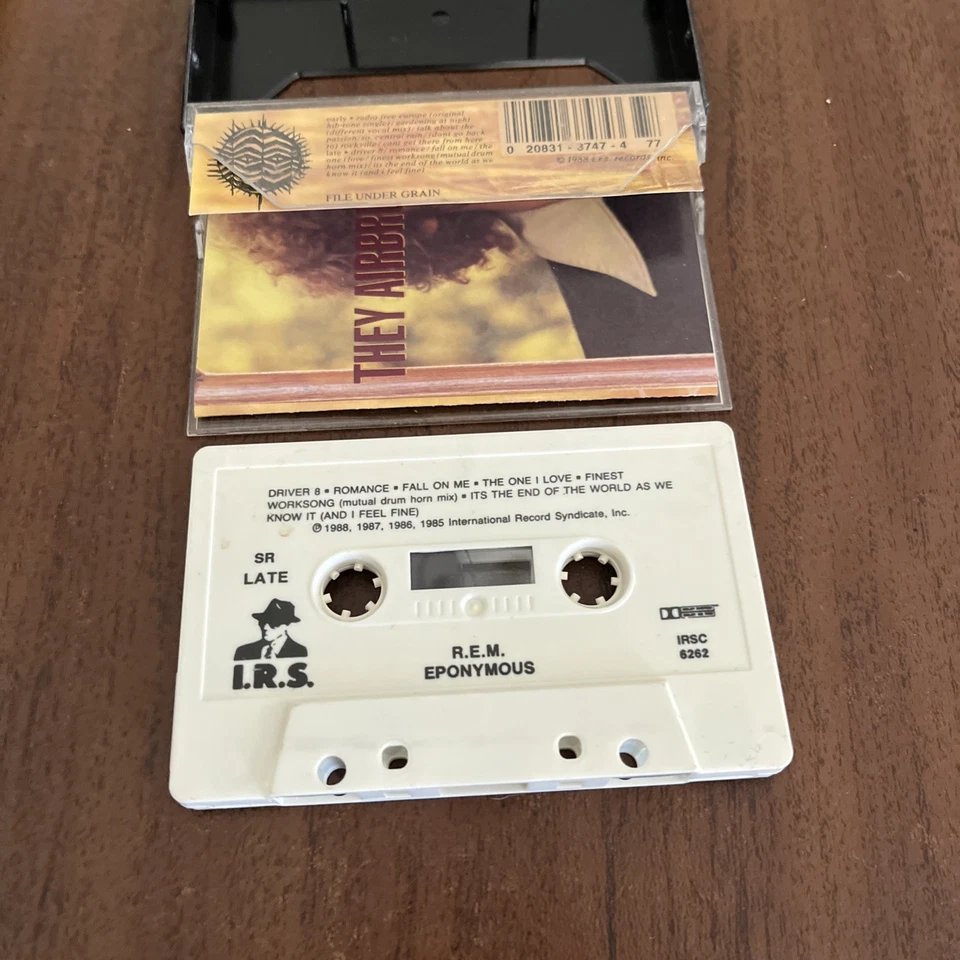 early • radio free europe (original
hib-tone single) / gardening at night
(different vocal mix) / talk about the
passion / so. central rain / (dont go back
to) rockville / cant get there from here
late • driver 8 / romance / fall on me / the
one i love / finest worksong (mutual drum
horn mix) / its the end of the world as we
know it (and i feel fine)
FILE UNDER GRAIN
0 20831-3747-4 77
© 1988 i.r.s. records, inc
THEY AIRBR
DRIVER 8 ▪ ROMANCE ▪ FALL ON ME ▪ THE ONE I LOVE ▪ FINEST
WORKSONG (mutual drum horn mix) ▪ ITS THE END OF THE WORLD AS WE
KNOW IT (AND I FEEL FINE)
℗ 1988, 1987, 1986, 1985 International Record Syndicate, Inc.
SR
LATE
I.R.S.
R.E.M.
EPONYMOUS
IRSC
6262